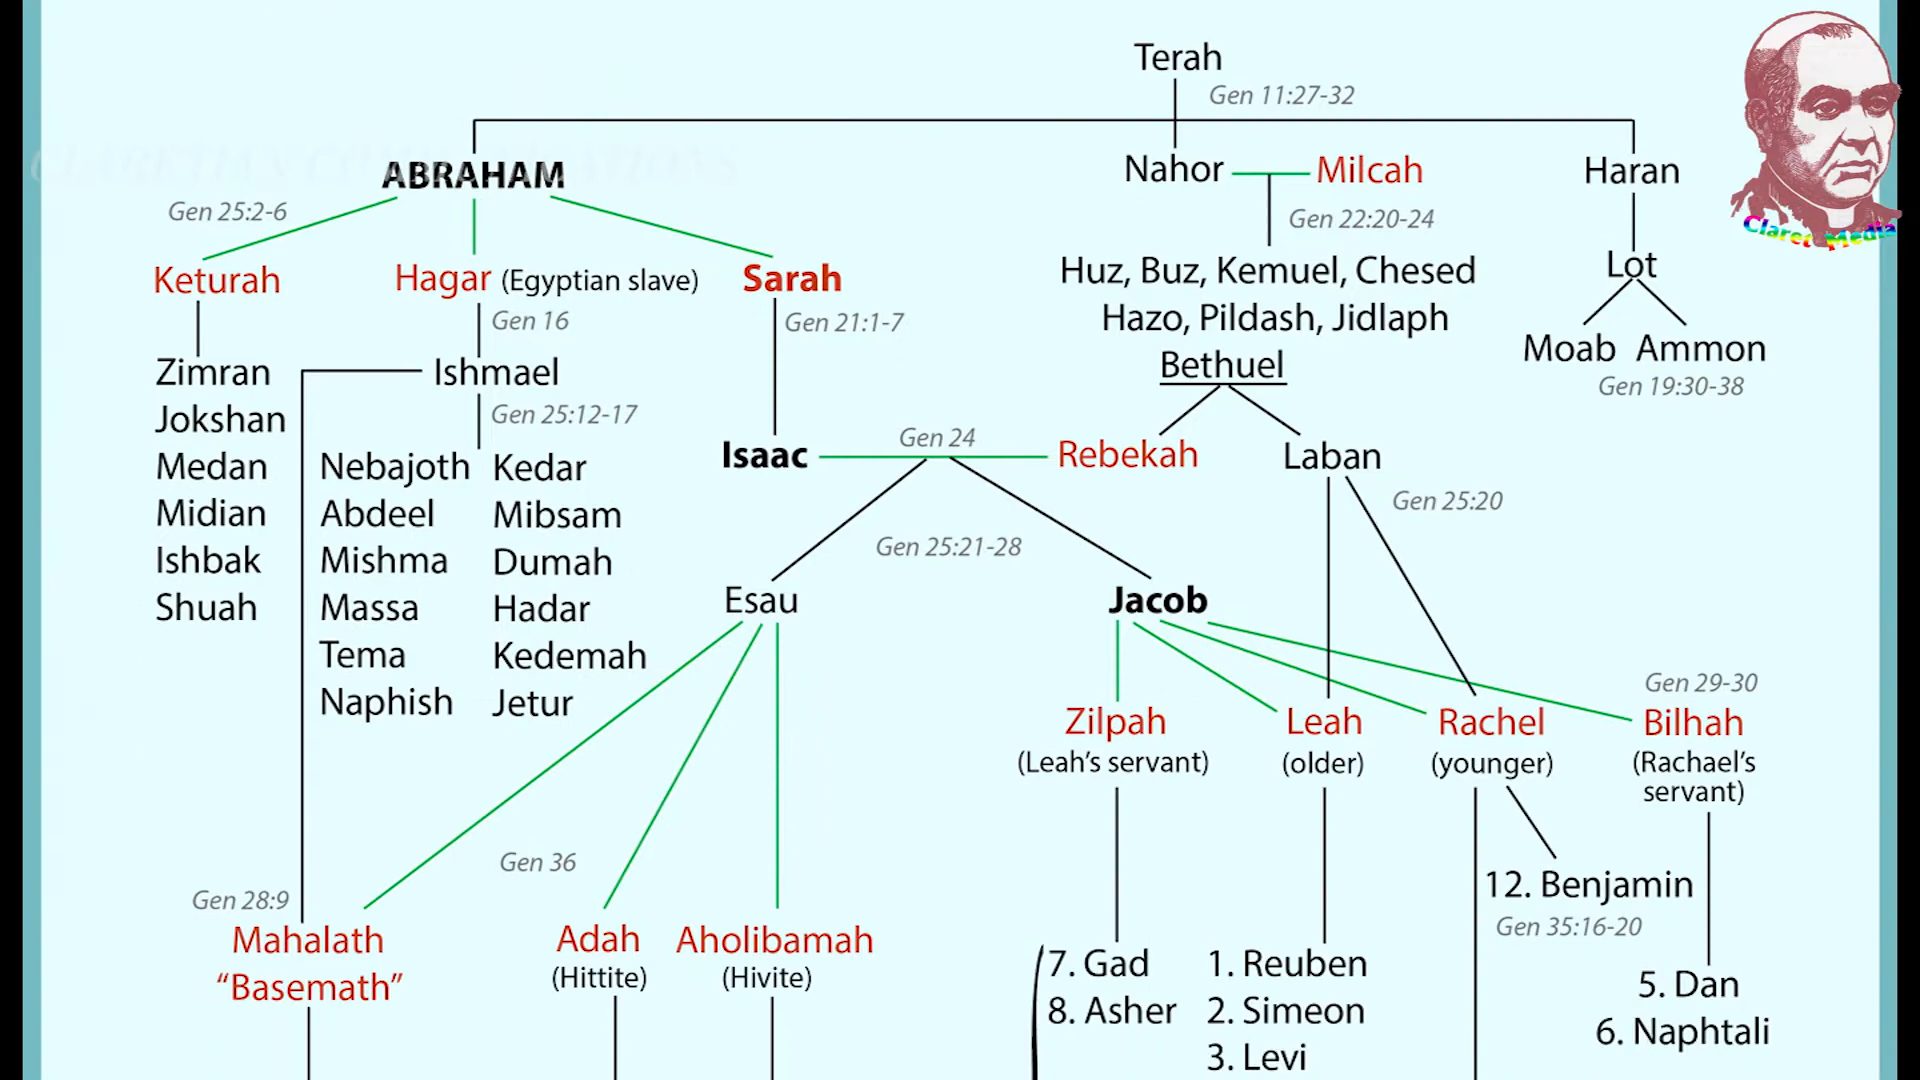 Terah
Gen 11:27-32
CLARETIAN COMMUNICATIONS
ABRAHAM
Nahor
Milcah
Haran
Gen 25:2-6
Gen 22:20-24
Claret Media
Keturah
Hagar (Egyptian slave)
Sarah
Huz, Buz, Kemuel, Chesed
Lot
Gen 16
Gen 21:1-7
Hazo, Pildash, Jidlaph
Moab Ammon
Zimran
Ishmael
Bethuel
Gen 19:30-38
Jokshan
Gen 25:12-17
Gen 24
Isaac
Rebekah
Laban
Medan
Nebajoth Kedar
Gen 25:20
Midian
Abdeel Mibsam
Ishbak
Mishma Dumah
Gen 25:21-28
Shuah
Massa Hadar
Esau
Jacob
Tema Kedemah
Naphish Jetur
Gen 29-30
Zilpah
Leah
Rachel
Bilhah
(Leah's servant)
(older)
(younger)
(Rachael's
servant)
Gen 36
12. Benjamin
Gen 28:9
Gen 35:16-20
Mahalath
Adah
Aholibamah
"Basemath"
(Hittite)
(Hivite)
7. Gad
1. Reuben
5. Dan
8. Asher
2. Simeon
6. Naphtali
3. Levi